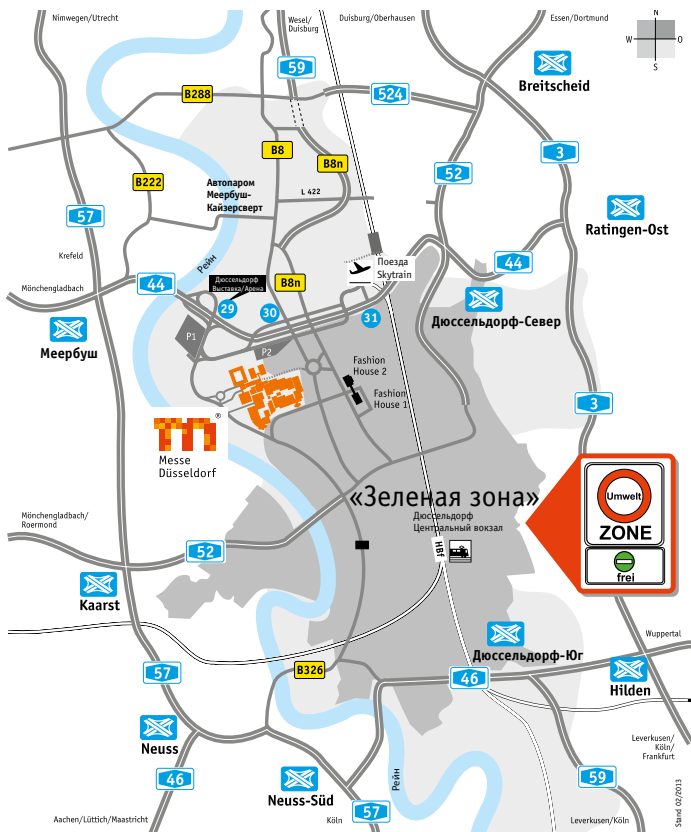 Nimwegen/Utrecht
Wesel/
Duisburg
Duisburg/Oberhausen
Essen/Dortmund
N
W
O
S
59
Breitscheid
B288
524
B8
B8n
3
52
B222
Автопаром
Меербуш-
Кайзерсверт
L 422
57
Ratingen-Ost
Krefeld
Рейн
Поезда
Skytrain
44
44
Mönchengladbach
Дюссельдорф
Выставка/Арена
B8n
29
30
31
Дюссельдорф-Север
P1
Меербуш
P2
Fashion
House 2
Fashion
House 1
3
®
Messe
Düsseldorf
«Зеленая зона»
Umwelt
ZONE
frei
Mönchengladbach/
Roermond
Дюссельдорф
Центральный вокзал
HBf
52
Kaarst
Wuppertal
Дюссельдорф-Юг
57
B326
46
Hilden
Neuss
Leverkusen/
Köln/
Frankfurt
46
Neuss-Süd
Рейн
59
57
Aachen/Lüttich/Maastricht
Köln
Leverkusen/Köln
Stand 02/2013